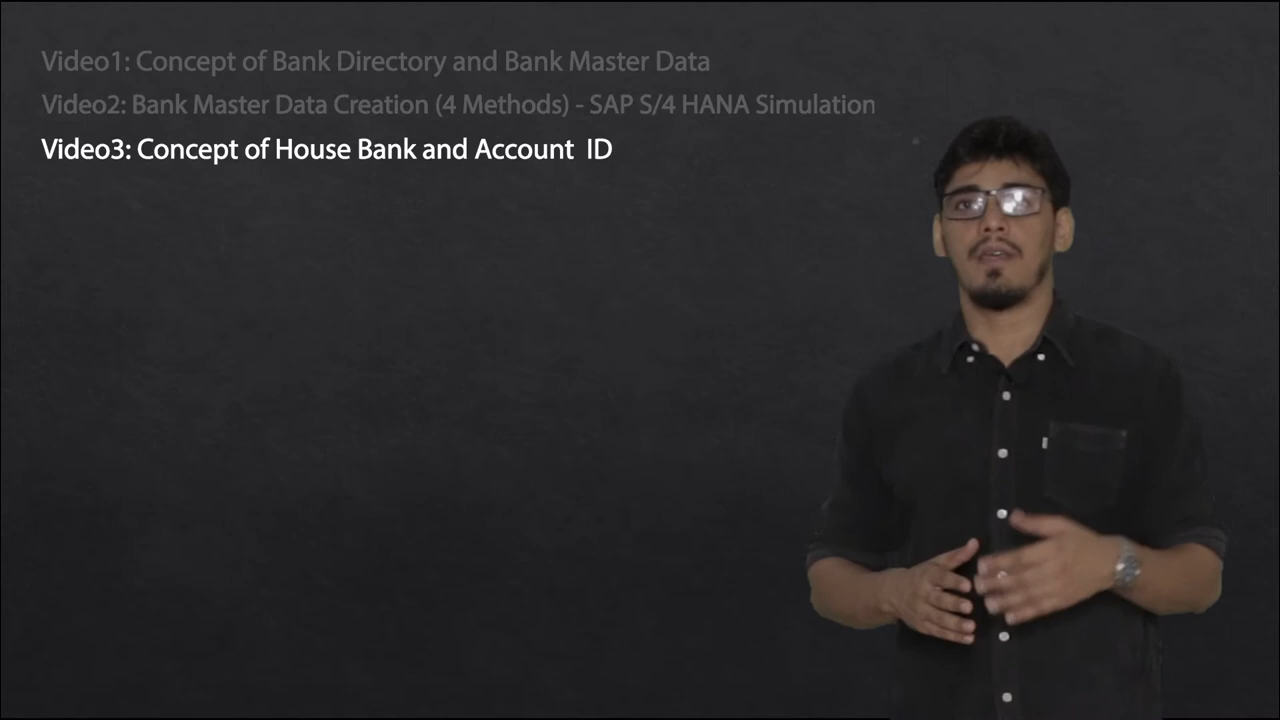 Video1: Concept of Bank Directory and Bank Master Data
Video2: Bank Master Data Creation (4 Methods) - SAP S/4 HANA Simulation
Video3: Concept of House Bank and Account ID